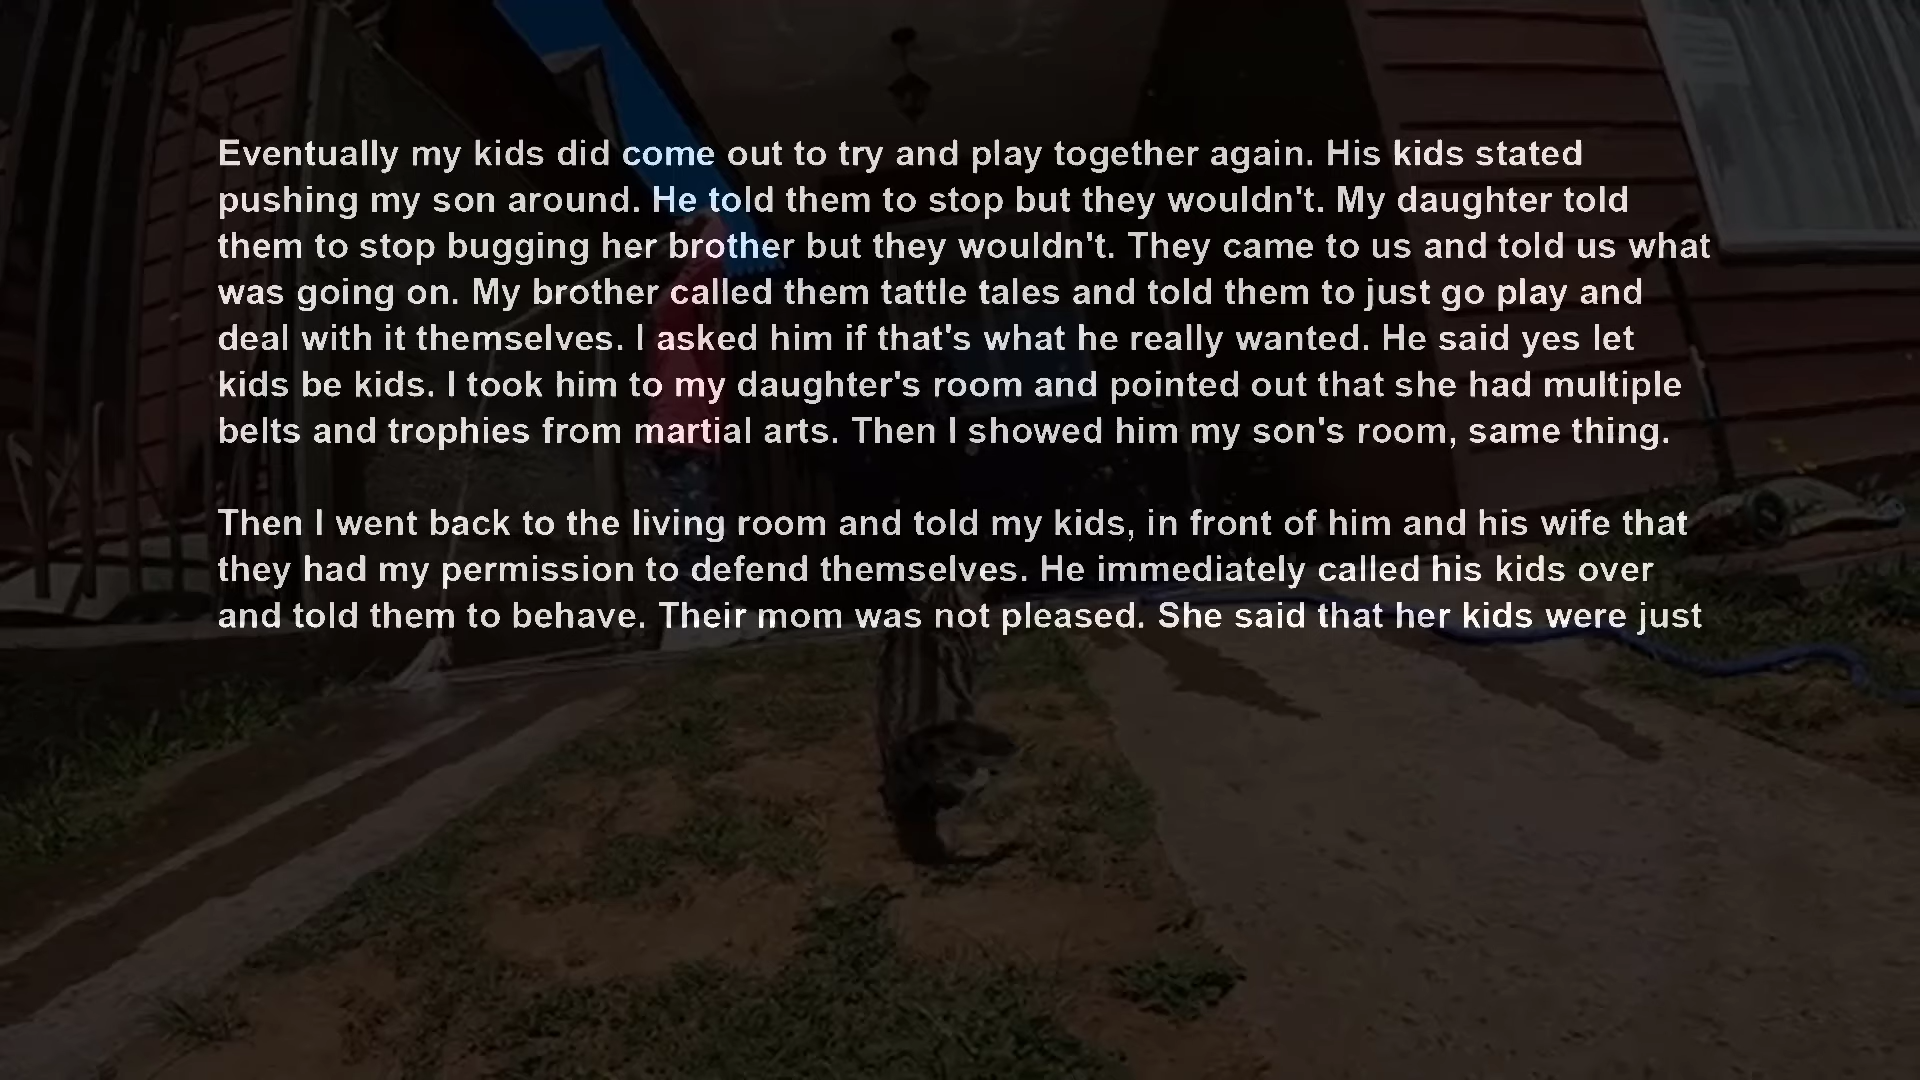 Eventually my kids did come out to try and play together again. His kids stated
pushing my son around. He told them to stop but they wouldn't. My daughter told
them to stop bugging her brother but they wouldn't. They came to us and told us what
was going on. My brother called them tattle tales and told them to just go play and
deal with it themselves. I asked him if that's what he really wanted. He said yes let
kids be kids. I took him to my daughter's room and pointed out that she had multiple
belts and trophies from martial arts. Then I showed him my son's room, same thing.

Then I went back to the living room and told my kids, in front of him and his wife that
they had my permission to defend themselves. He immediately called his kids over
and told them to behave. Their mom was not pleased. She said that her kids were just